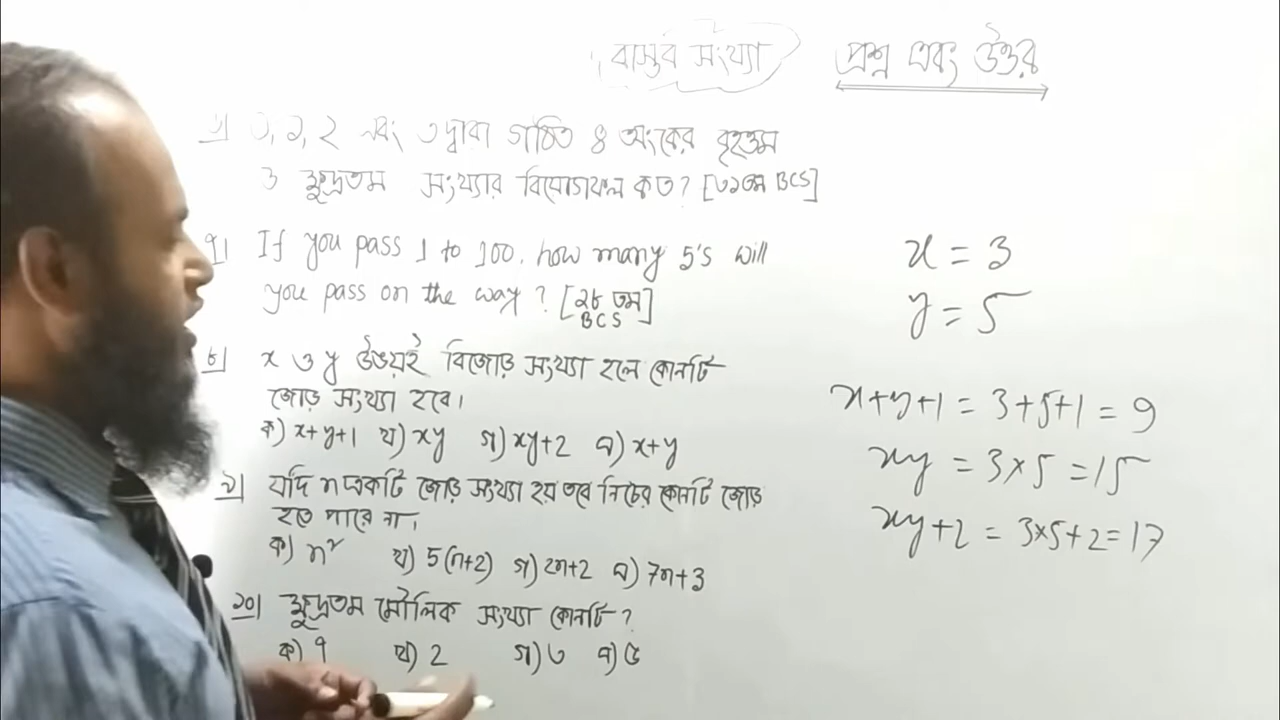 বাস্তব সংখ্যা প্রশ্ন এবং উত্তর
৬। ০, ১, ২ এবং ৩ দ্বারা গঠিত ৪ অংকের বৃহত্তম
ও ক্ষুদ্রতম সংখ্যার বিয়োগফল কত? [৩১তম BCS]
৭। If you pass 1 to 100, how many 5's will
you pass on the way? [২৮ তম BCS]
৮। x ও y উভয়ই বিজোড় সংখ্যা হলে কোনটি
জোড় সংখ্যা হবে।
ক) x+y+1 খ) xy গ) xy+2 ঘ) x+y
৯। যদি n একটি জোড় সংখ্যা হয় তবে নিচের কোনটি জোড়
হতে পারে না।
ক) n² খ) 5(n+2) গ) 2n+2 ঘ) 7n+3
১০। ক্ষুদ্রতম মৌলিক সংখ্যা কোনটি?
ক) 1 খ) 2 গ) ৩ ঘ) ৫
x = 3
y = 5
x+y+1 = 3+5+1 = 9
xy = 3×5 = 15
xy+2 = 3×5+2 = 17